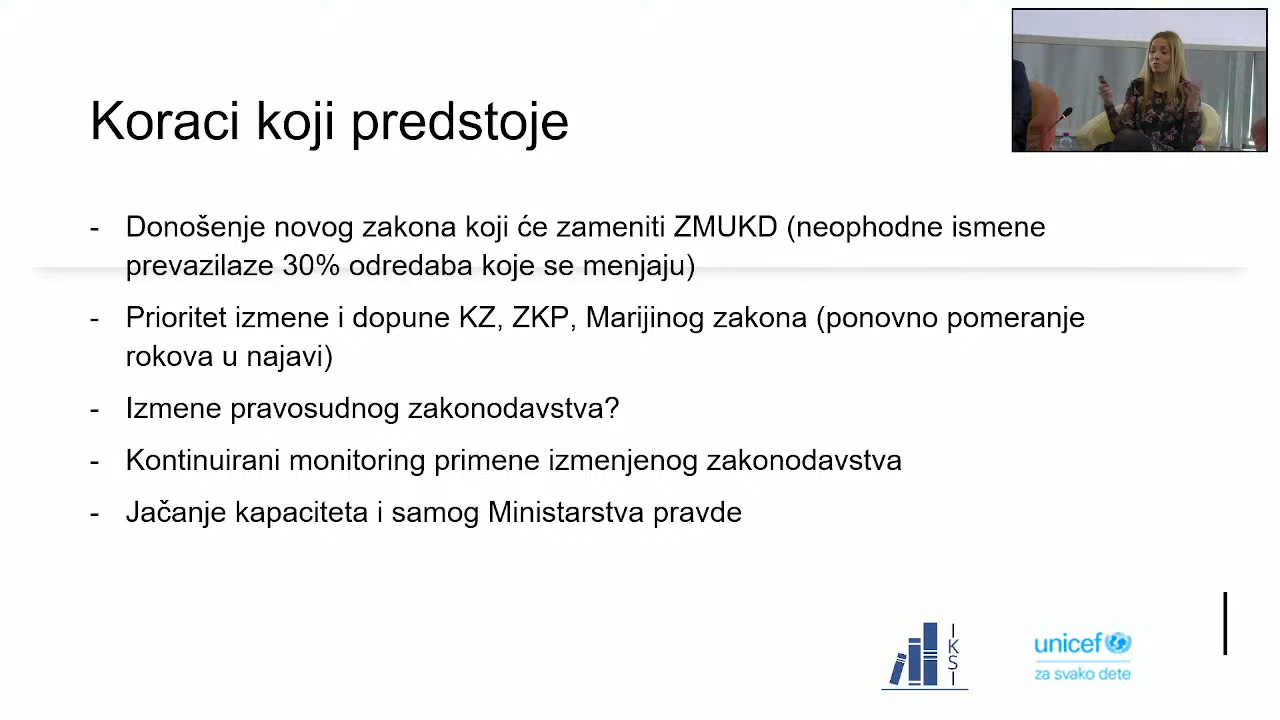 Koraci koji predstoje
- Donošenje novog zakona koji će zameniti ZMUKD (neophodne ismene
prevazilaze 30% odredaba koje se menjaju)
- Prioritet izmene i dopune KZ, ZKP, Marijinog zakona (ponovno pomeranje
rokova u najavi)
- Izmene pravosudnog zakonodavstva?
- Kontinuirani monitoring primene izmenjenog zakonodavstva
- Jačanje kapaciteta i samog Ministarstva pravde
IKSI
unicef
za svako dete